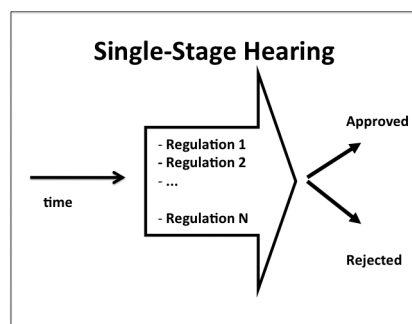 Single-Stage Hearing
- Regulation 1
- Regulation 2
- ...
- Regulation N
time
Approved
Rejected